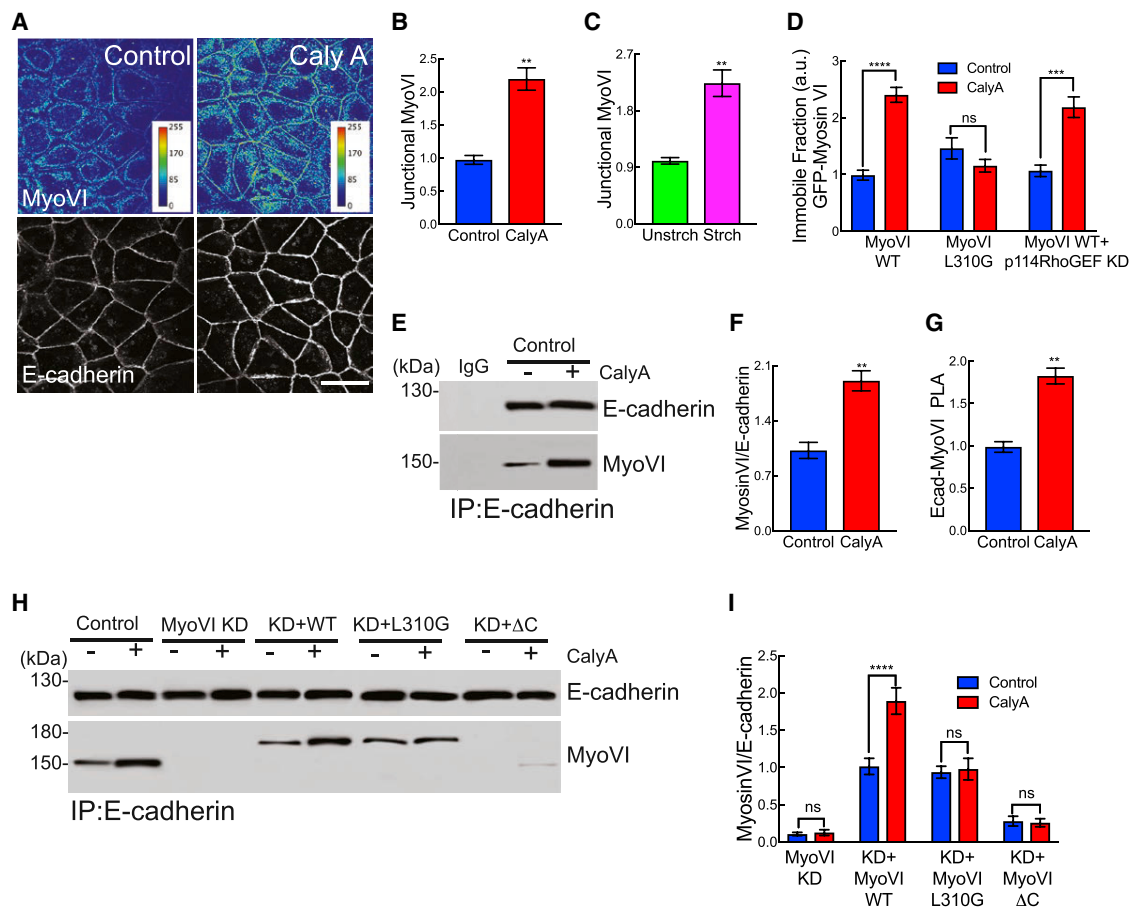 A
Control
Caly A
255
170
85
0
255
170
85
0
MyoVI
E-cadherin
B
Junctional MyoVI
2.5
2.0
1.5
1.0
0.5
0.0
**
Control CalyA
C
Junctional MyoVI
2.7
1.8
0.9
0.0
**
Unstrch Strch
D
Immobile Fraction (a.u.)
GFP-Myosin VI
3
2
1
0
Control
CalyA
****
ns
***
MyoVI
WT
MyoVI
L310G
MyoVI WT+
p114RhoGEF KD
E
(kDa)
IgG
Control
- +
CalyA
130-
E-cadherin
150-
MyoVI
IP:E-cadherin
F
MyosinVI/E-cadherin
2.1
1.4
0.7
0.0
**
Control CalyA
G
Ecad-MyoVI PLA
2.0
1.5
1.0
0.5
0.0
**
Control CalyA
H
Control MyoVI KD KD+WT KD+L310G KD+ΔC
(kDa)
- + - + - + - + - +
CalyA
130-
E-cadherin
180-
150-
MyoVI
IP:E-cadherin
I
MyosinVI/E-cadherin
2.5
2.0
1.5
1.0
0.5
0.0
Control
CalyA
ns
****
ns
ns
MyoVI
KD
KD+
MyoVI
WT
KD+
MyoVI
L310G
KD+
MyoVI
ΔC